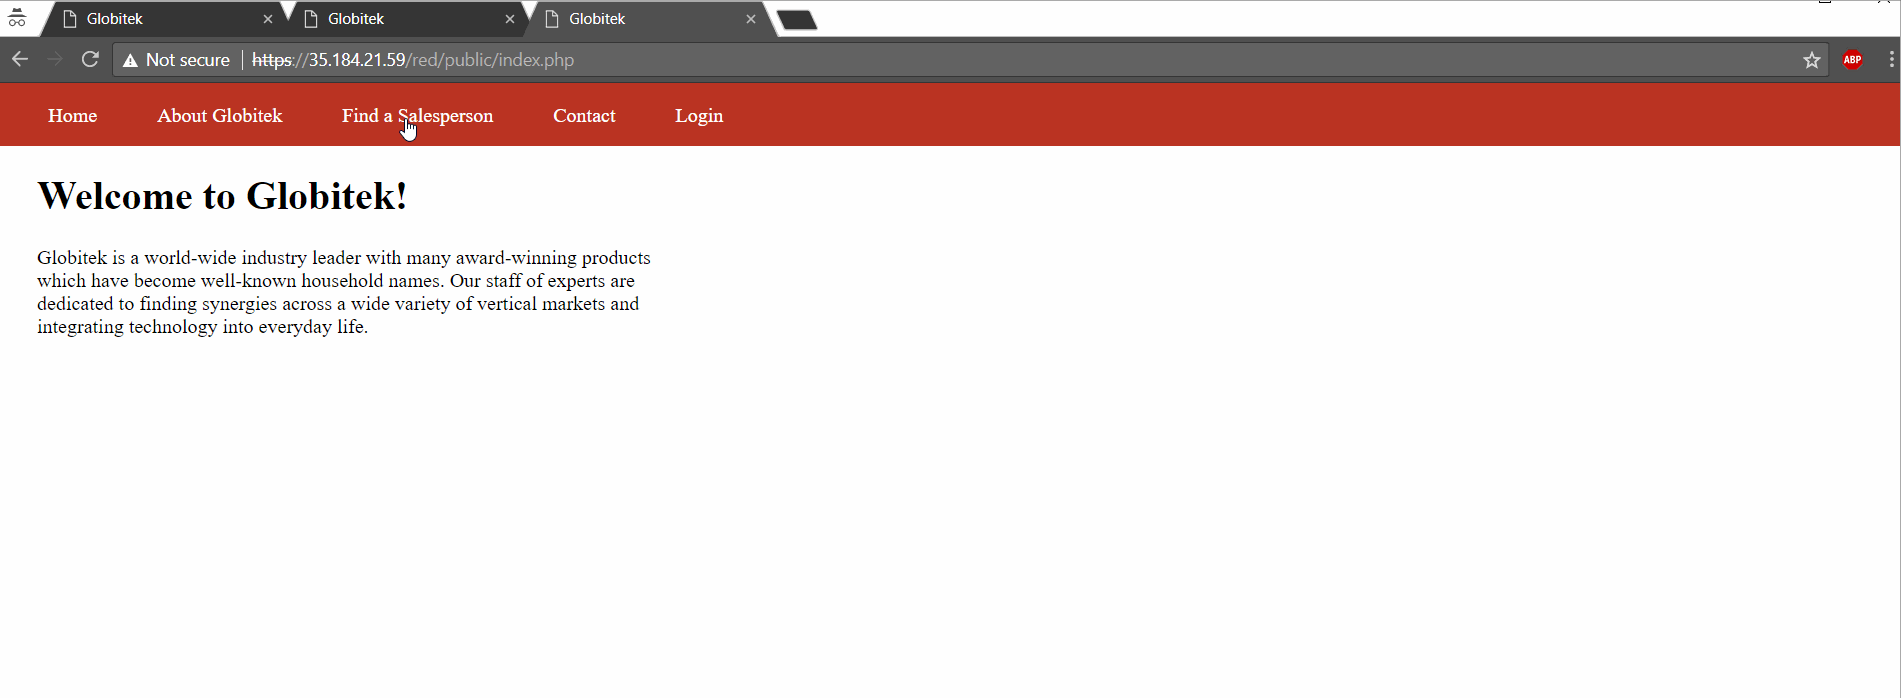 Globitek Globitek Globitek
Not secure https://35.184.21.59/red/public/index.php ABP
Home About Globitek Find a Salesperson Contact Login
Welcome to Globitek!
Globitek is a world-wide industry leader with many award-winning products
which have become well-known household names. Our staff of experts are
dedicated to finding synergies across a wide variety of vertical markets and
integrating technology into everyday life.